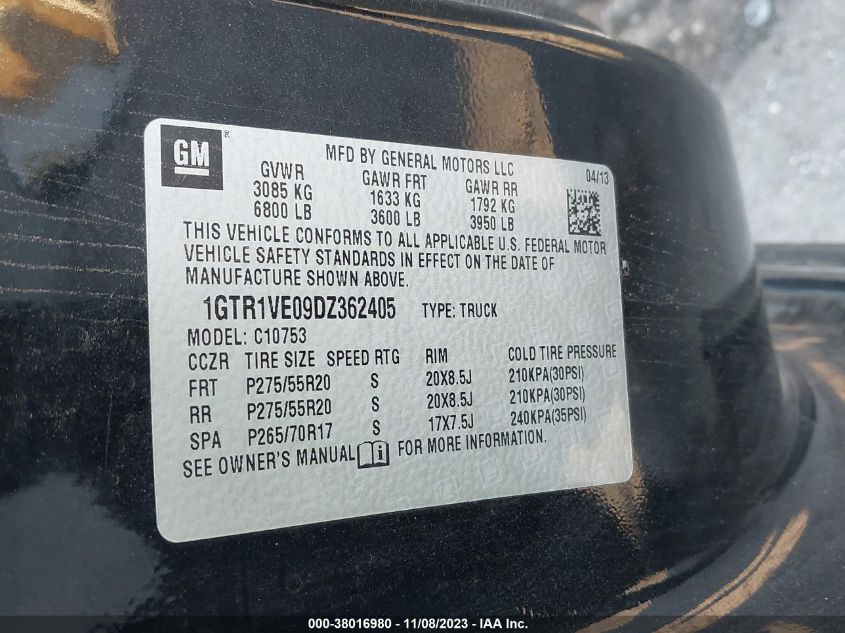 GM
MFD BY GENERAL MOTORS LLC
04/13
GVWR GAWR FRT GAWR RR
3085 KG 1633 KG 1792 KG
6800 LB 3600 LB 3950 LB
THIS VEHICLE CONFORMS TO ALL APPLICABLE U.S. FEDERAL MOTOR
VEHICLE SAFETY STANDARDS IN EFFECT ON THE DATE OF
MANUFACTURE SHOWN ABOVE.
1GTR1VE09DZ362405 TYPE: TRUCK
MODEL: C10753
CCZR TIRE SIZE SPEED RTG RIM COLD TIRE PRESSURE
FRT P275/55R20 S 20X8.5J 210KPA(30PSI)
RR P275/55R20 S 20X8.5J 210KPA(30PSI)
SPA P265/70R17 S 17X7.5J 240KPA(35PSI)
SEE OWNER'S MANUAL FOR MORE INFORMATION.
000-38016980 - 11/08/2023 - IAA Inc.